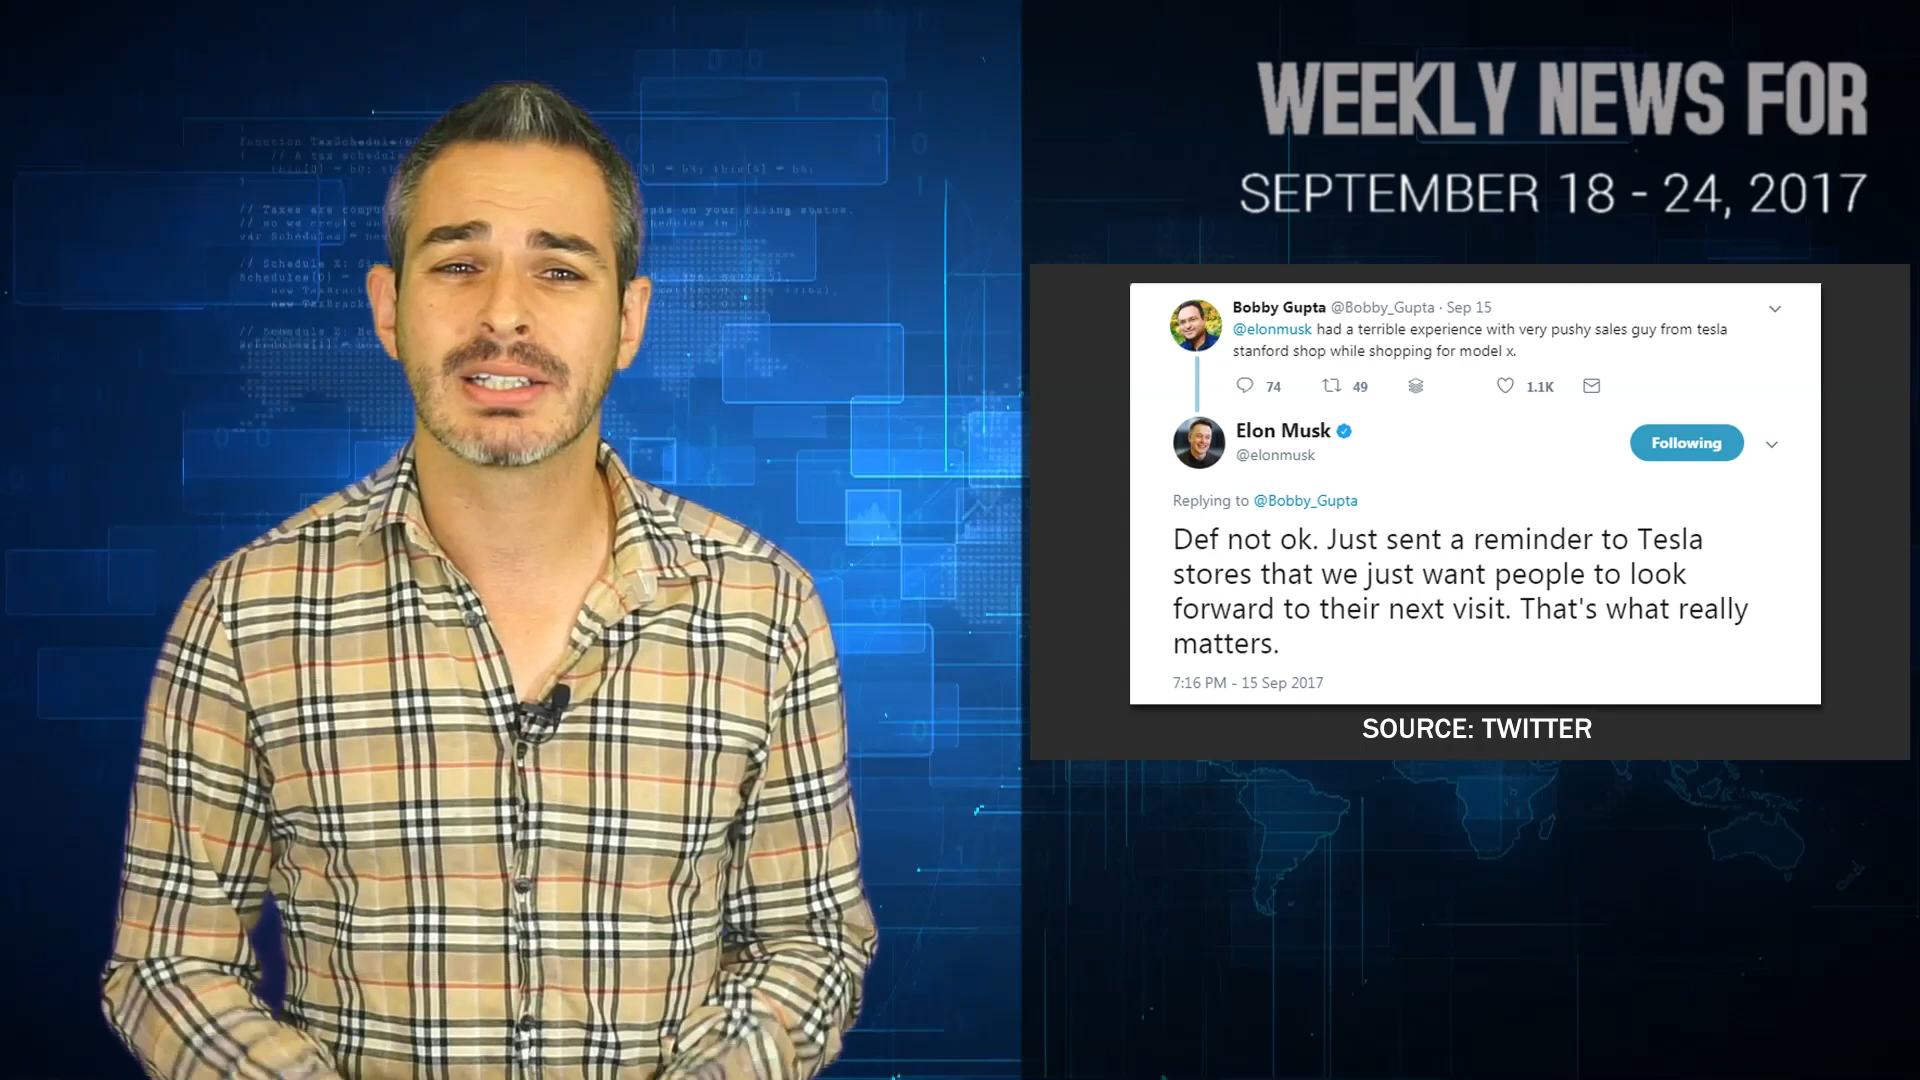 WEEKLY NEWS FOR
SEPTEMBER 18 - 24, 2017
Bobby Gupta @Bobby_Gupta · Sep 15
@elonmusk had a terrible experience with very pushy sales guy from tesla
stanford shop while shopping for model x.
74 49 1.1K
Elon Musk
@elonmusk
Following
Replying to @Bobby_Gupta
Def not ok. Just sent a reminder to Tesla
stores that we just want people to look
forward to their next visit. That's what really
matters.
7:16 PM - 15 Sep 2017
SOURCE: TWITTER